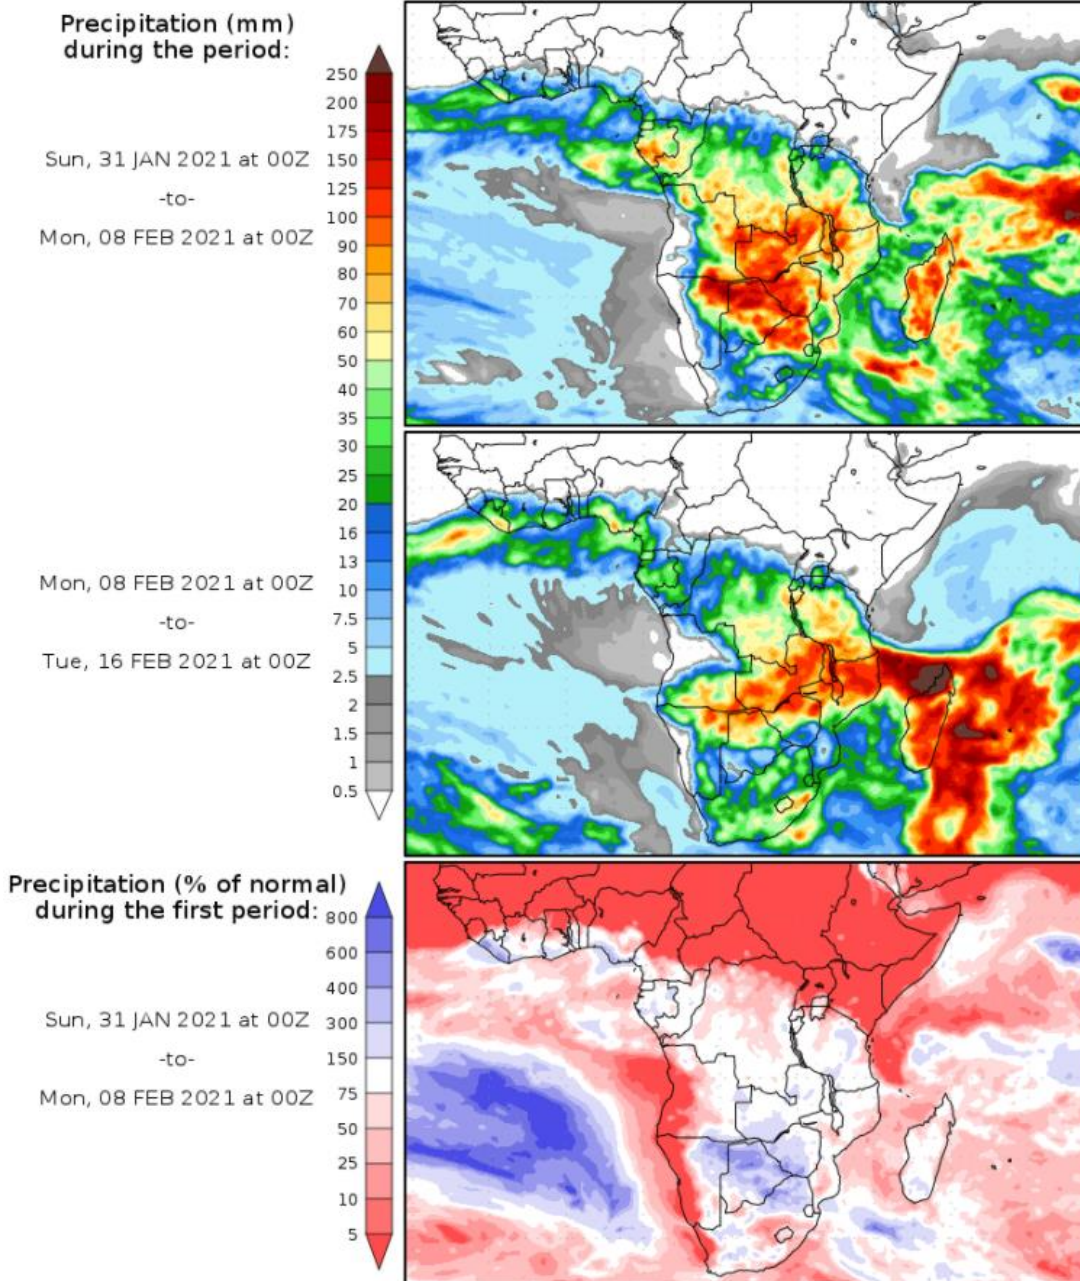 Precipitation (mm)
during the period:
250
200
175
150
125
100
90
80
70
60
50
40
35
30
25
20
16
13
10
7.5
5
2.5
2
1.5
1
0.5
Sun, 31 JAN 2021 at 00Z
-to-
Mon, 08 FEB 2021 at 00Z
Mon, 08 FEB 2021 at 00Z
-to-
Tue, 16 FEB 2021 at 00Z
Precipitation (% of normal)
during the first period:
800
600
400
300
150
75
50
25
10
5
Sun, 31 JAN 2021 at 00Z
-to-
Mon, 08 FEB 2021 at 00Z